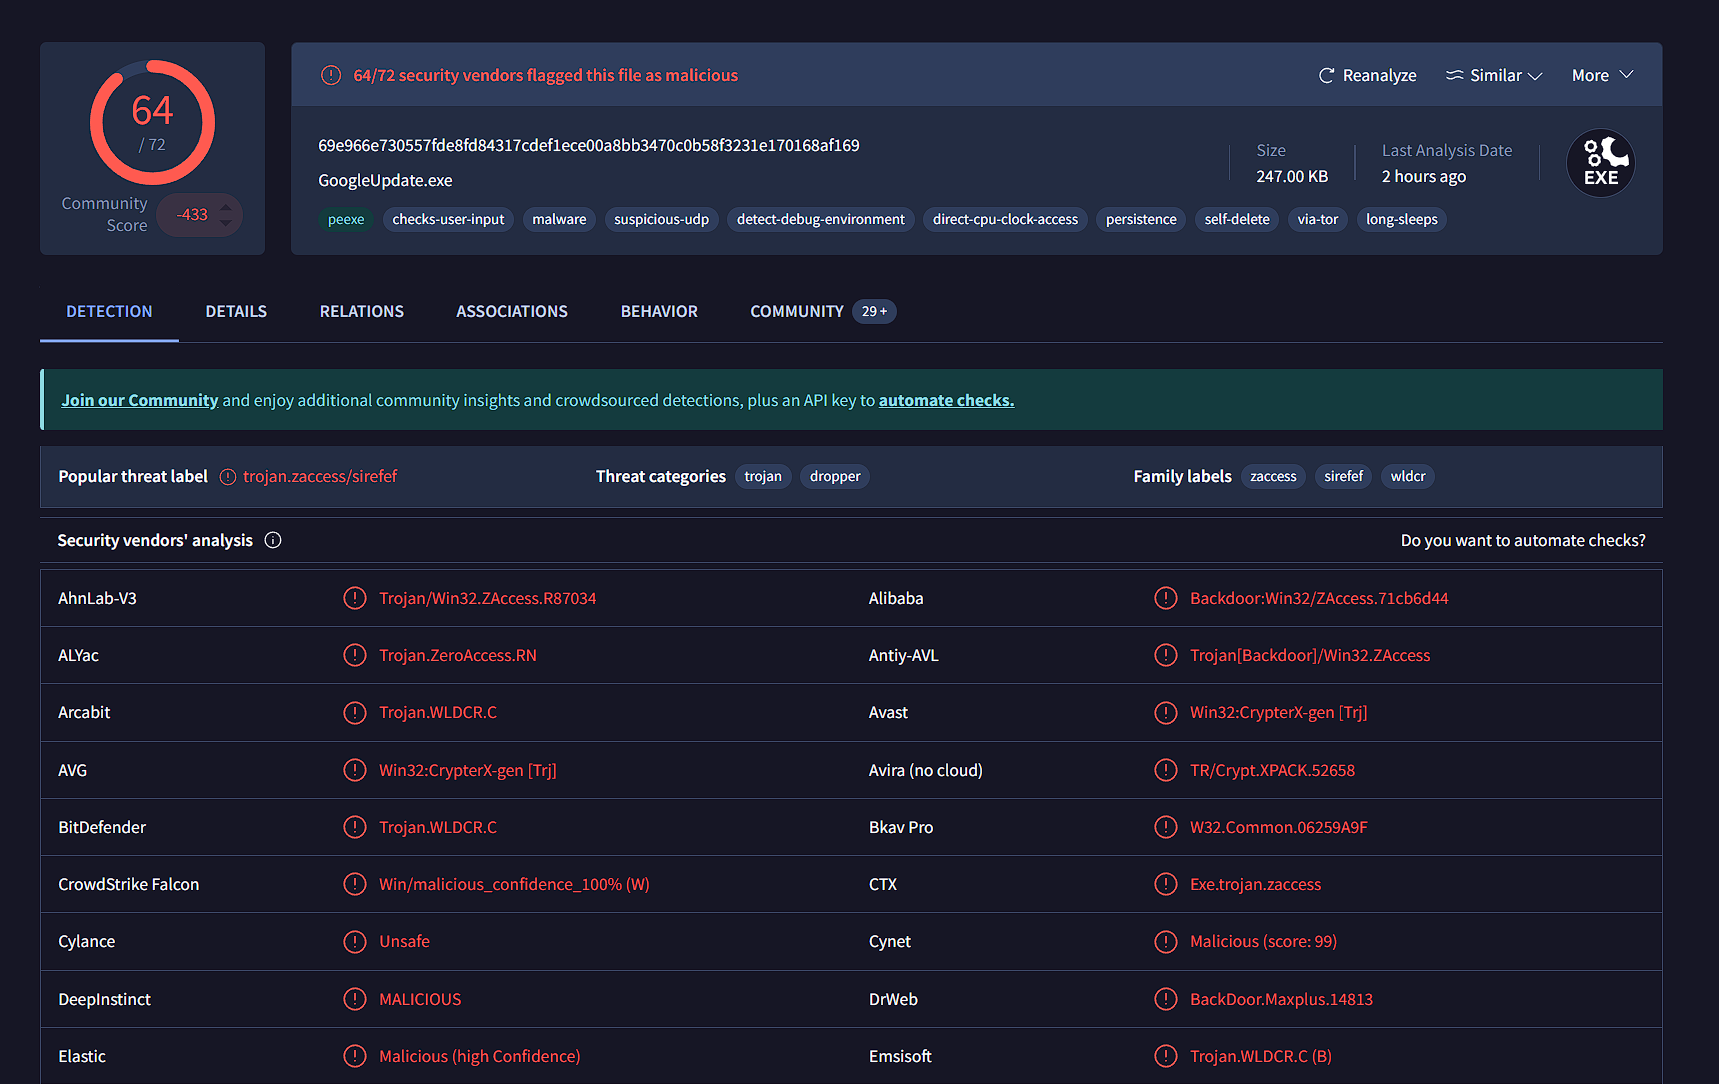 64
/ 72
Community
Score
-433
64/72 security vendors flagged this file as malicious
Reanalyze
Similar
More
69e966e730557fde8fd84317cdef1ece00a8bb3470c0b58f3231e170168af169
GoogleUpdate.exe
Size
247.00 KB
Last Analysis Date
2 hours ago
EXE
peexe checks-user-input malware suspicious-udp detect-debug-environment direct-cpu-clock-access persistence self-delete via-tor long-sleeps
DETECTION DETAILS RELATIONS ASSOCIATIONS BEHAVIOR COMMUNITY 29+
Join our Community and enjoy additional community insights and crowdsourced detections, plus an API key to automate checks.
Popular threat label trojan.zaccess/sirefef Threat categories trojan dropper Family labels zaccess sirefef wldcr
Security vendors' analysis Do you want to automate checks?
AhnLab-V3 Trojan/Win32.ZAccess.R87034 Alibaba Backdoor:Win32/ZAccess.71cb6d44
ALYac Trojan.ZeroAccess.RN Antiy-AVL Trojan[Backdoor]/Win32.ZAccess
Arcabit Trojan.WLDCR.C Avast Win32:CrypterX-gen [Trj]
AVG Win32:CrypterX-gen [Trj] Avira (no cloud) TR/Crypt.XPACK.52658
BitDefender Trojan.WLDCR.C Bkav Pro W32.Common.06259A9F
CrowdStrike Falcon Win/malicious_confidence_100% (W) CTX Exe.trojan.zaccess
Cylance Unsafe Cynet Malicious (score: 99)
DeepInstinct MALICIOUS DrWeb BackDoor.Maxplus.14813
Elastic Malicious (high Confidence) Emsisoft Trojan.WLDCR.C (B)